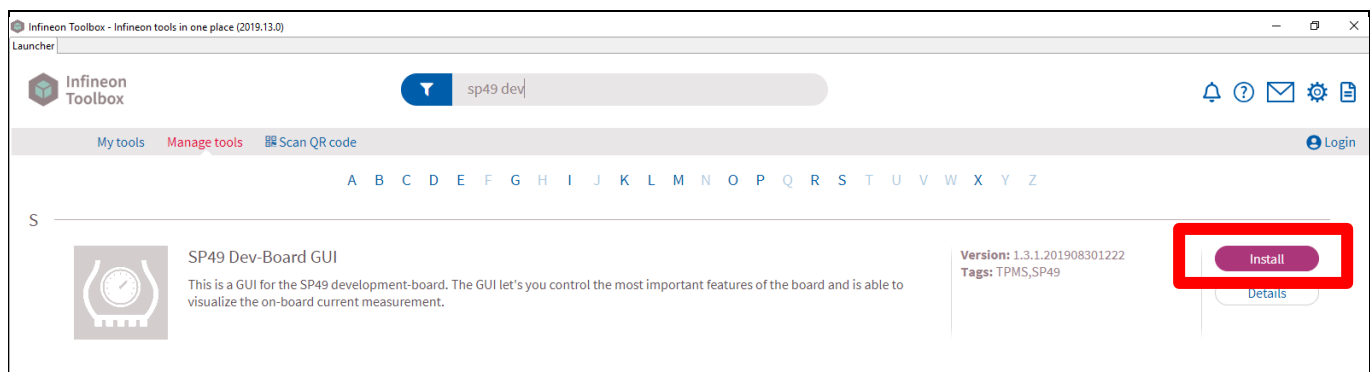 Infineon Toolbox - Infineon tools in one place (2019.13.0)
Launcher
Infineon
Toolbox
sp49 dev
My tools Manage tools Scan QR code Login
A B C D E F G H I J K L M N O P Q R S T U V W X Y Z
S
SP49 Dev-Board GUI
This is a GUI for the SP49 development-board. The GUI let's you control the most important features of the board and is able to
visualize the on-board current measurement.
Version: 1.3.1.201908301222
Tags: TPMS,SP49
Install
Details